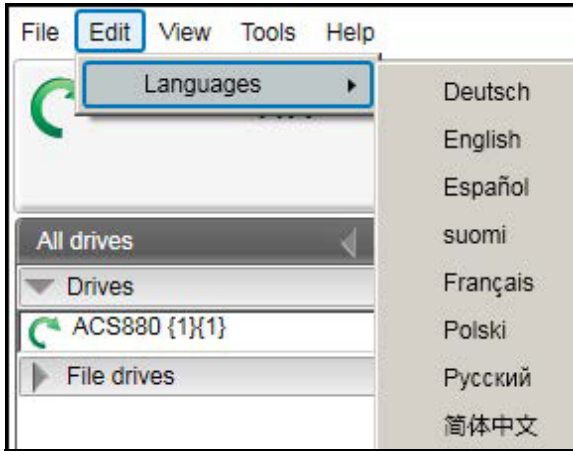 File Edit View Tools Help
Languages
Deutsch
English
Español
suomi
Français
Polski
Русский
简体中文
All drives
Drives
ACS880 {1}{1}
File drives